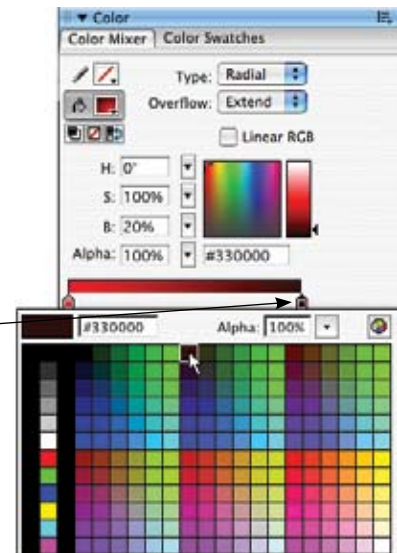 Color
Color Mixer Color Swatches
Type: Radial
Overflow: Extend
Linear RGB
H: 0°
S: 100%
B: 20%
Alpha: 100% #330000
#330000 Alpha: 100%